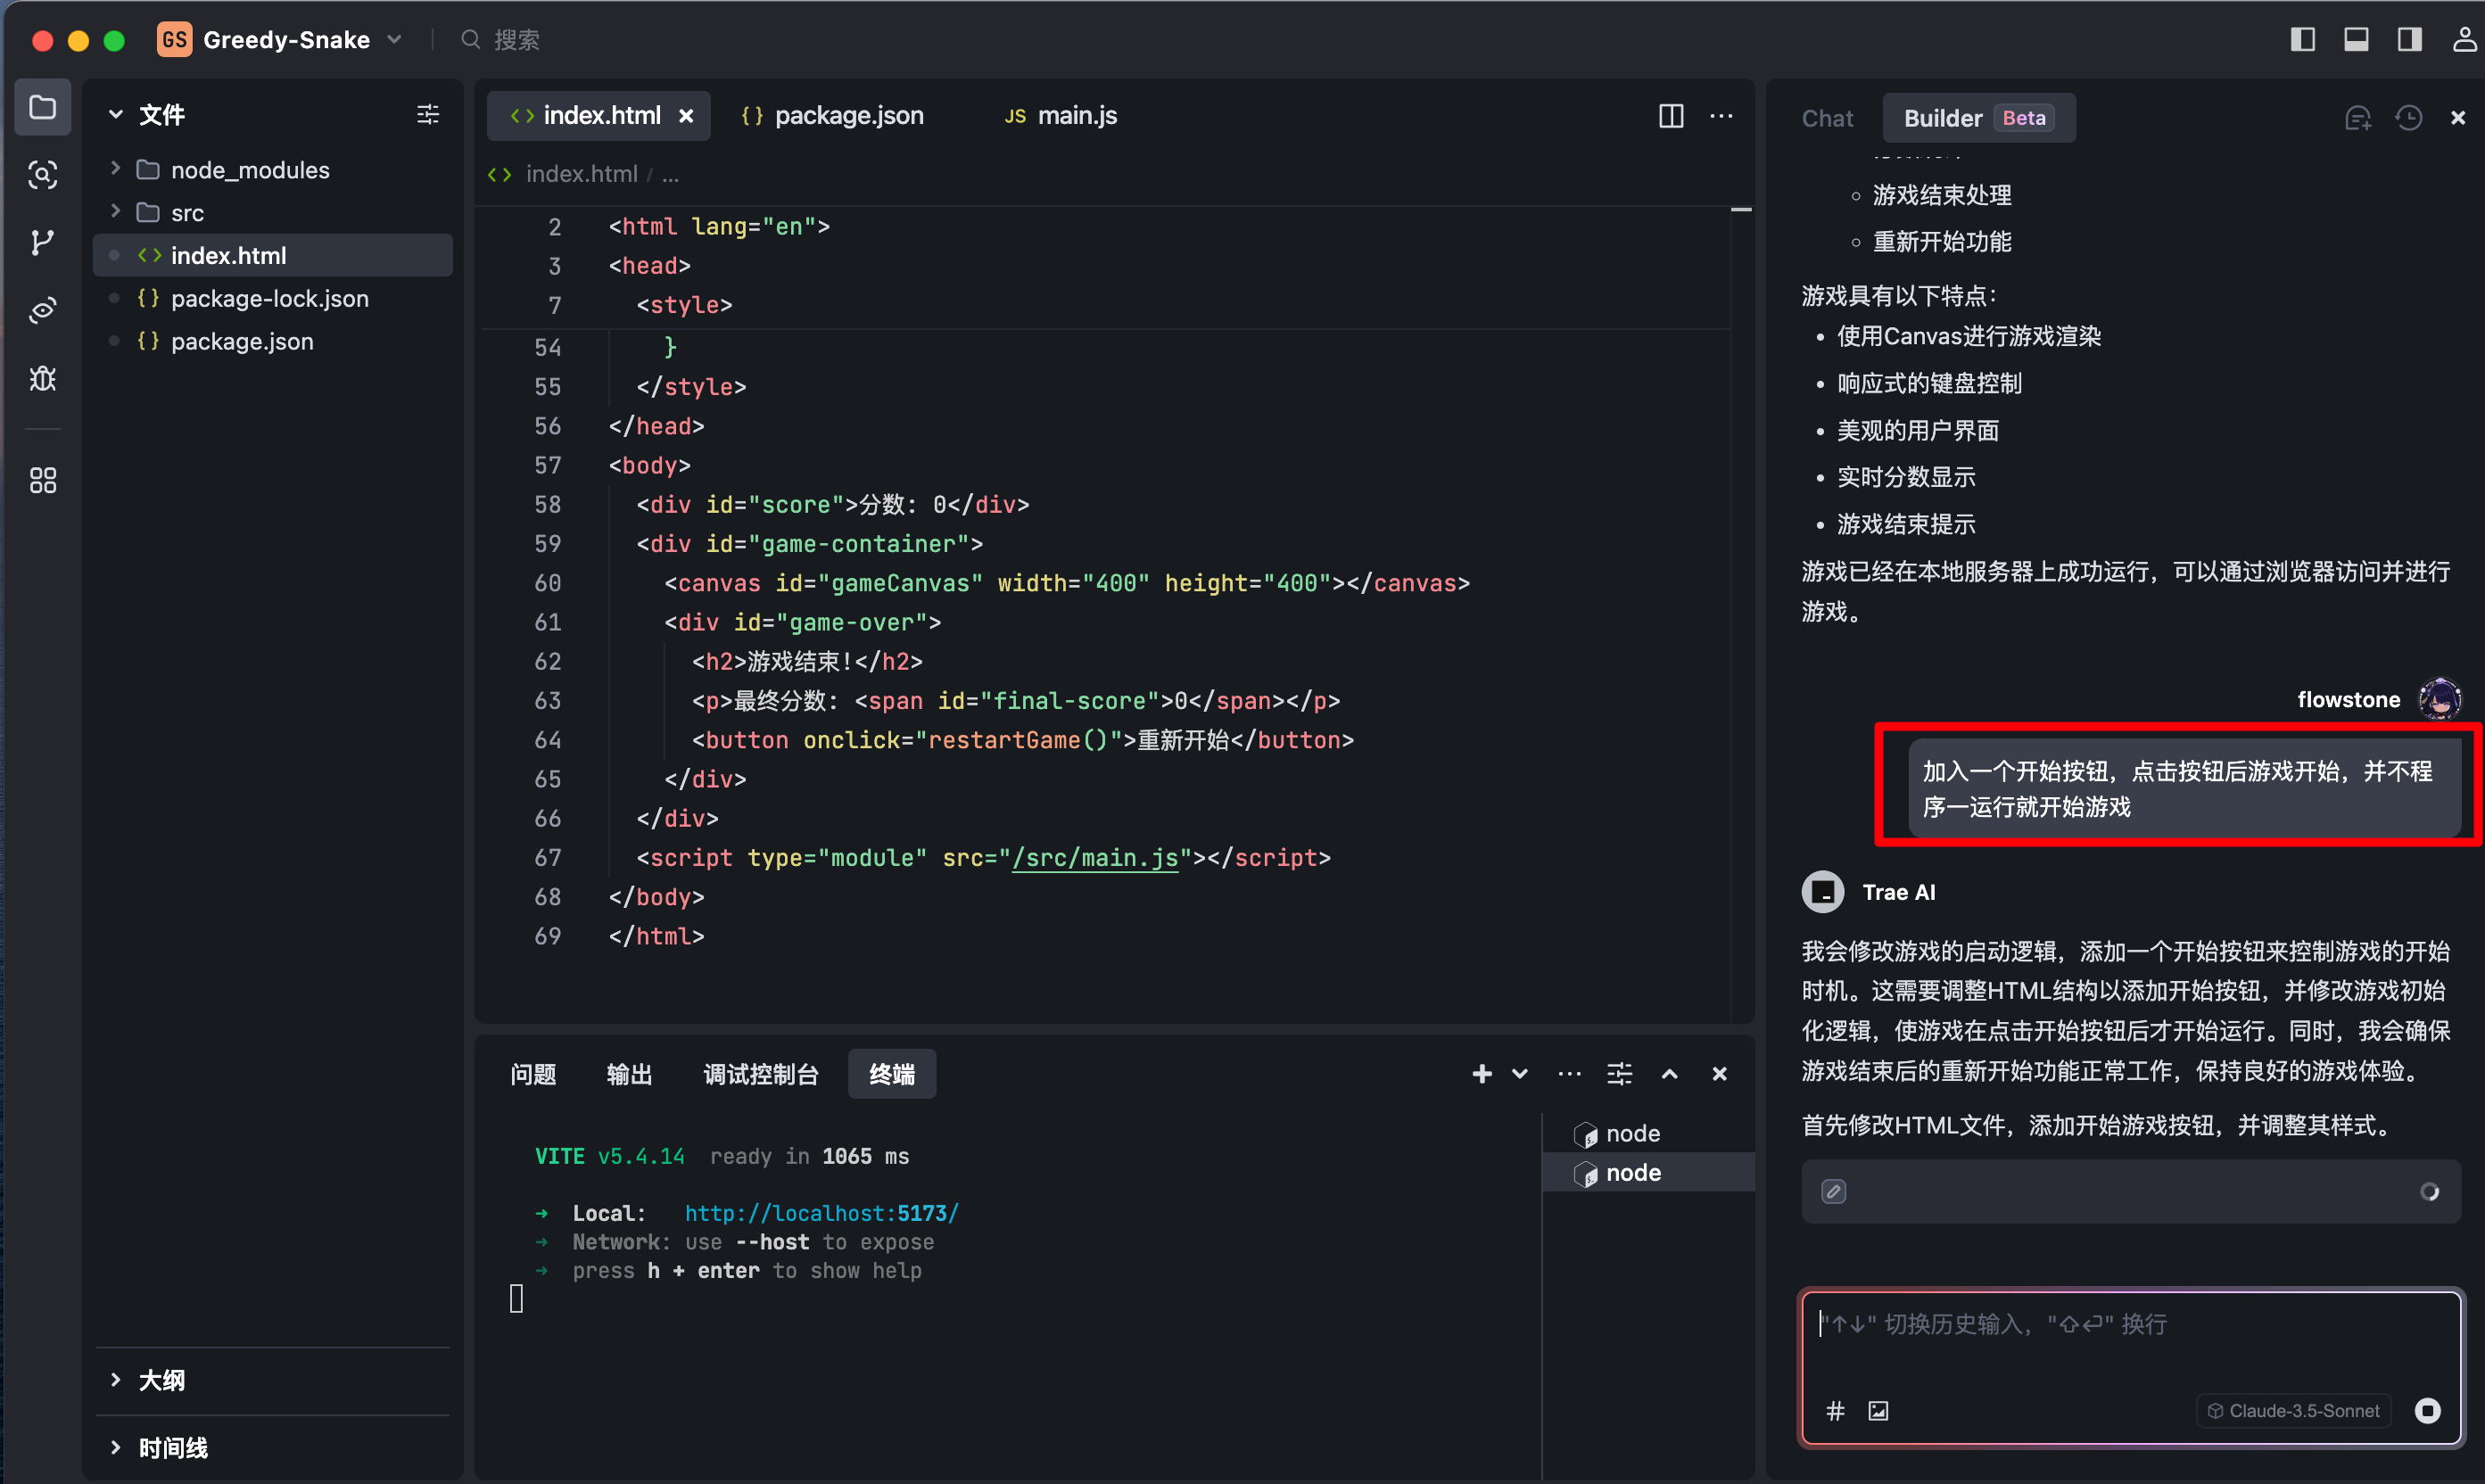 GS Greedy-Snake
搜索
文件
node_modules
src
index.html
package-lock.json
package.json
大纲
时间线
index.html
package.json
JS main.js
index.html / ...
2 <html lang="en">
3 <head>
7 <style>
54 }
55 </style>
56 </head>
57 <body>
58 <div id="score">分数: 0</div>
59 <div id="game-container">
60 <canvas id="gameCanvas" width="400" height="400"></canvas>
61 <div id="game-over">
62 <h2>游戏结束!</h2>
63 <p>最终分数: <span id="final-score">0</span></p>
64 <button onclick="restartGame()">重新开始</button>
65 </div>
66 </div>
67 <script type="module" src="/src/main.js"></script>
68 </body>
69 </html>
问题 输出 调试控制台 终端
VITE v5.4.14 ready in 1065 ms
➜ Local: http://localhost:5173/
➜ Network: use --host to expose
➜ press h + enter to show help
node
node
Chat Builder Beta
游戏结束处理
重新开始功能
游戏具有以下特点：
使用Canvas进行游戏渲染
响应式的键盘控制
美观的用户界面
实时分数显示
游戏结束提示
游戏已经在本地服务器上成功运行，可以通过浏览器访问并进行
游戏。
flowstone
加入一个开始按钮，点击按钮后游戏开始，并不程
序一运行就开始游戏
Trae AI
我会修改游戏的启动逻辑，添加一个开始按钮来控制游戏的开始
时机。这需要调整HTML结构以添加开始按钮，并修改游戏初始
化逻辑，使游戏在点击开始按钮后才开始运行。同时，我会确保
游戏结束后的重新开始功能正常工作，保持良好的游戏体验。
首先修改HTML文件，添加开始游戏按钮，并调整其样式。
"↑↓" 切换历史输入，"⇧⏎" 换行
Claude-3.5-Sonnet